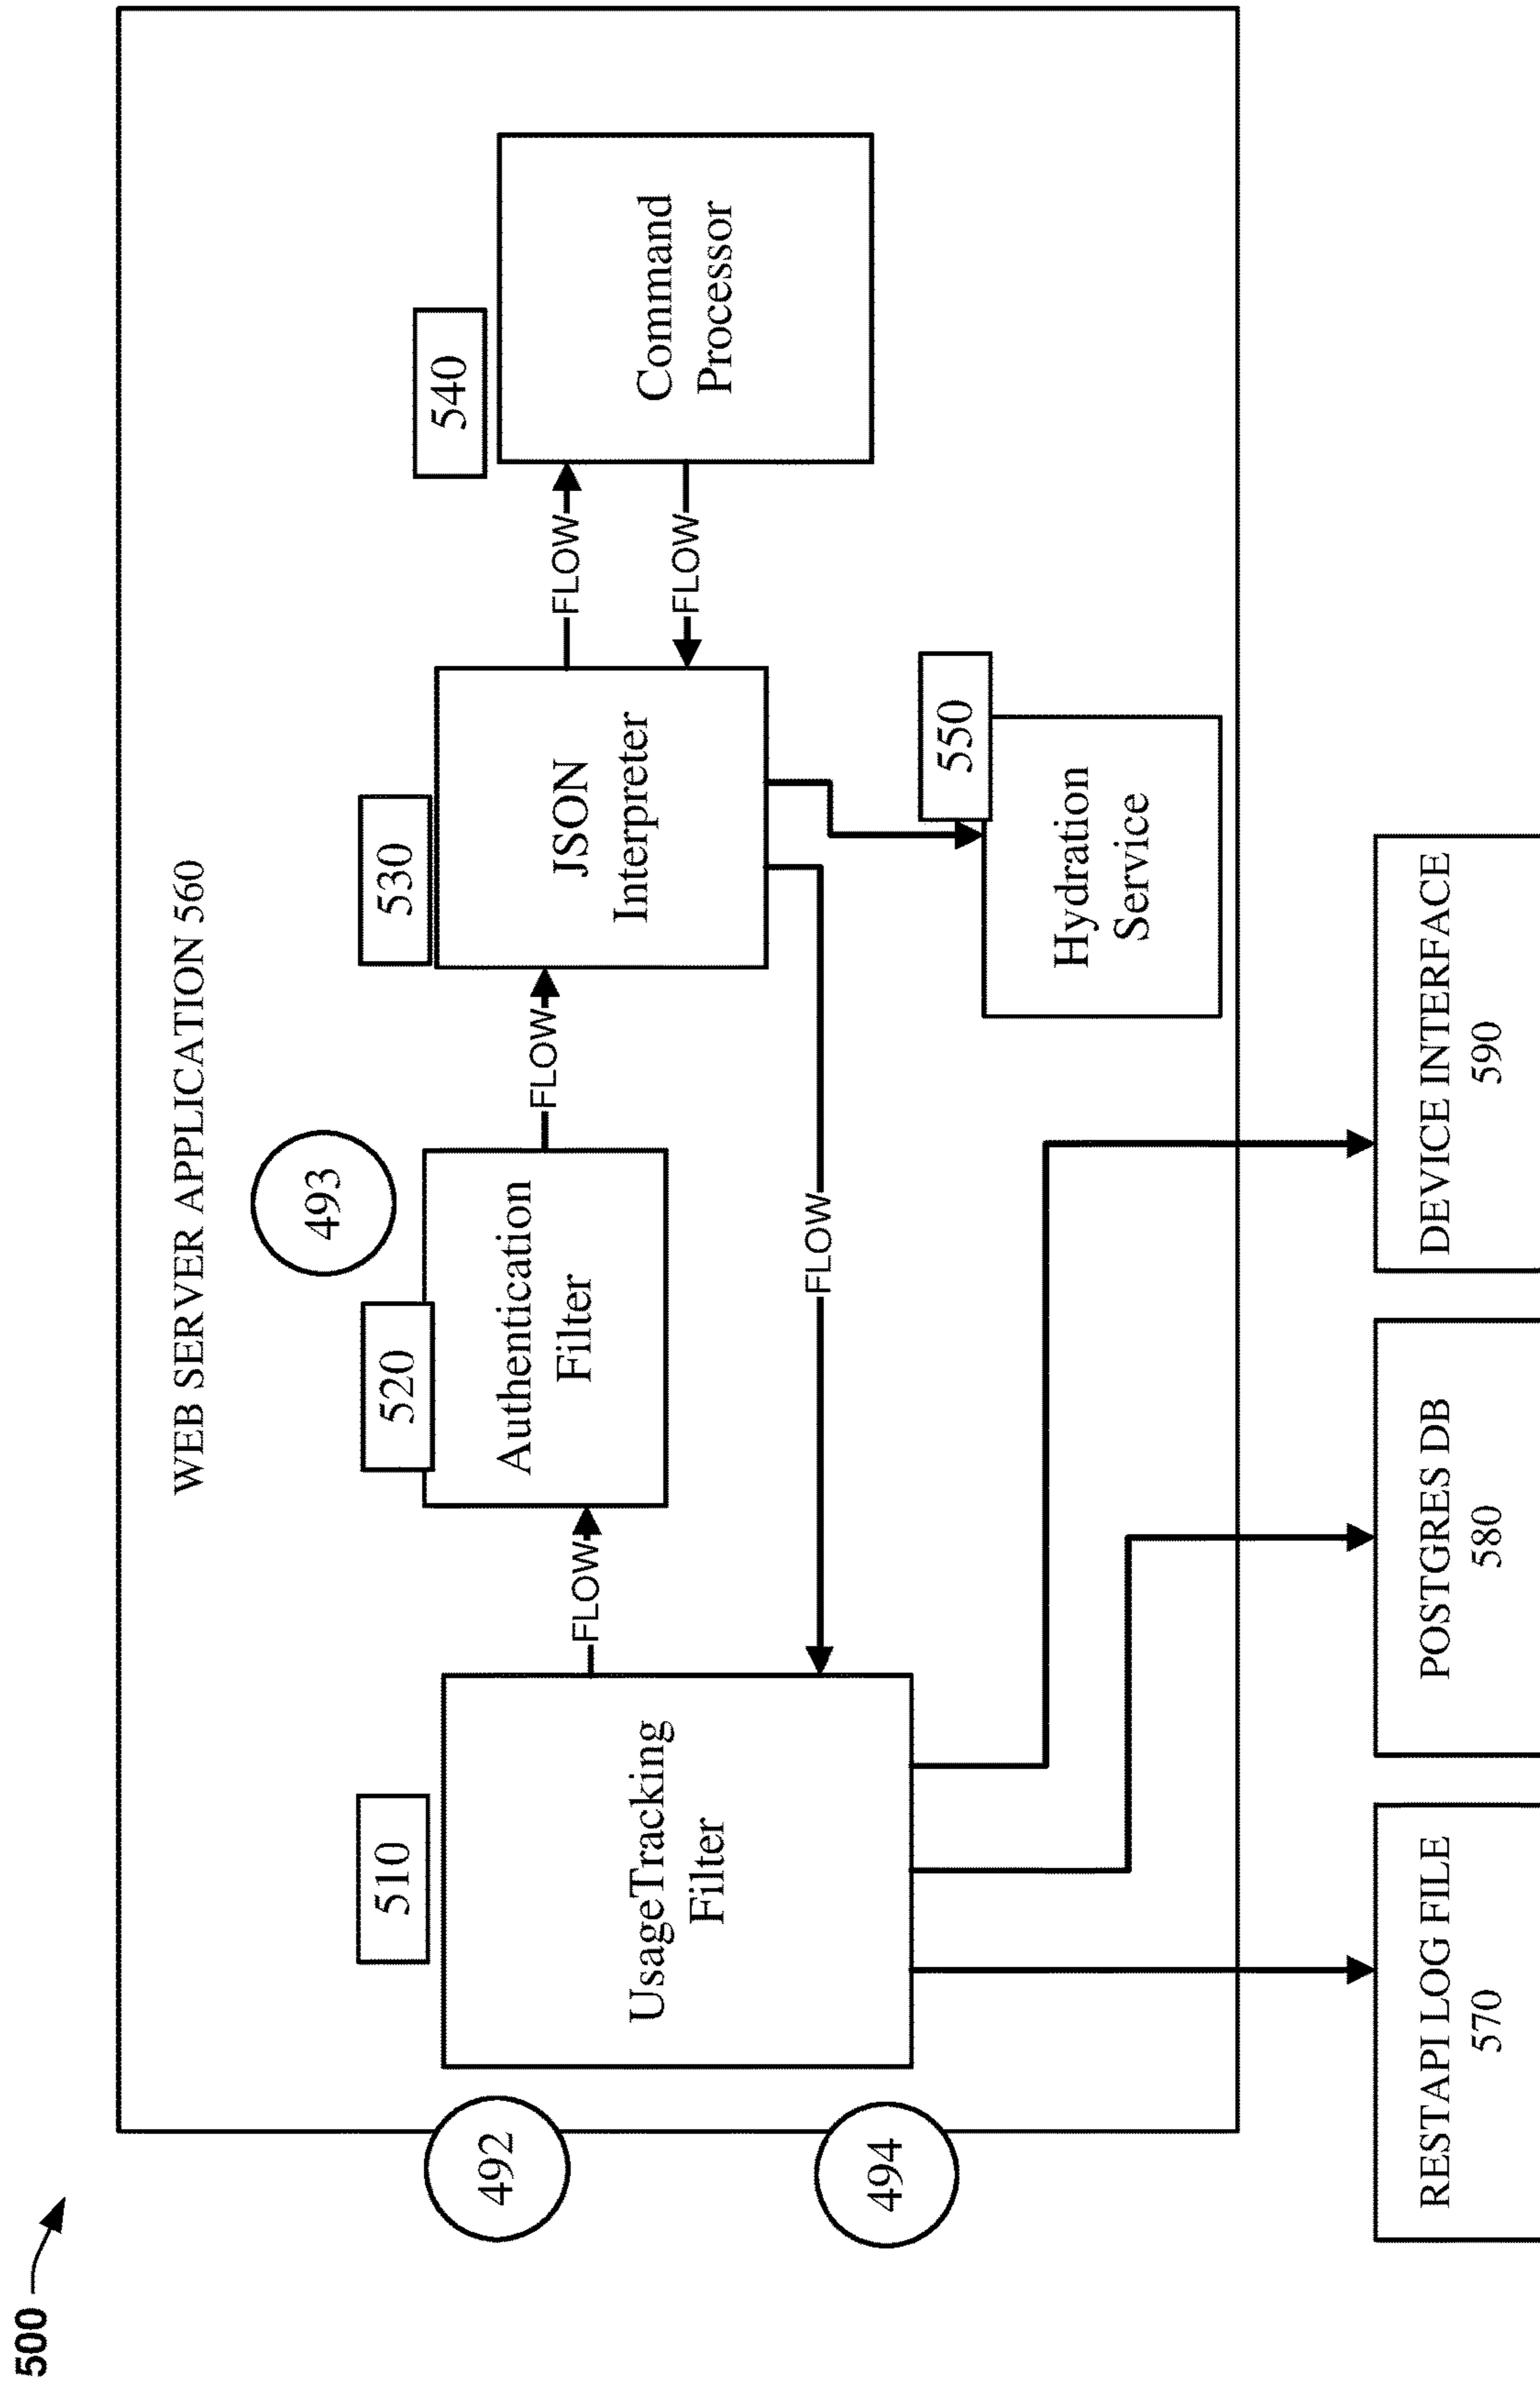 500
WEB SERVER APPLICATION 560
492
494
510
UsageTracking
Filter
FLOW
520
Authentication
Filter
493
FLOW
530
JSON
Interpreter
FLOW
FLOW
540
Command
Processor
FLOW
550
Hydration
Service
RESTAPI LOG FILE
570
POSTGRES DB
580
DEVICE INTERFACE
590